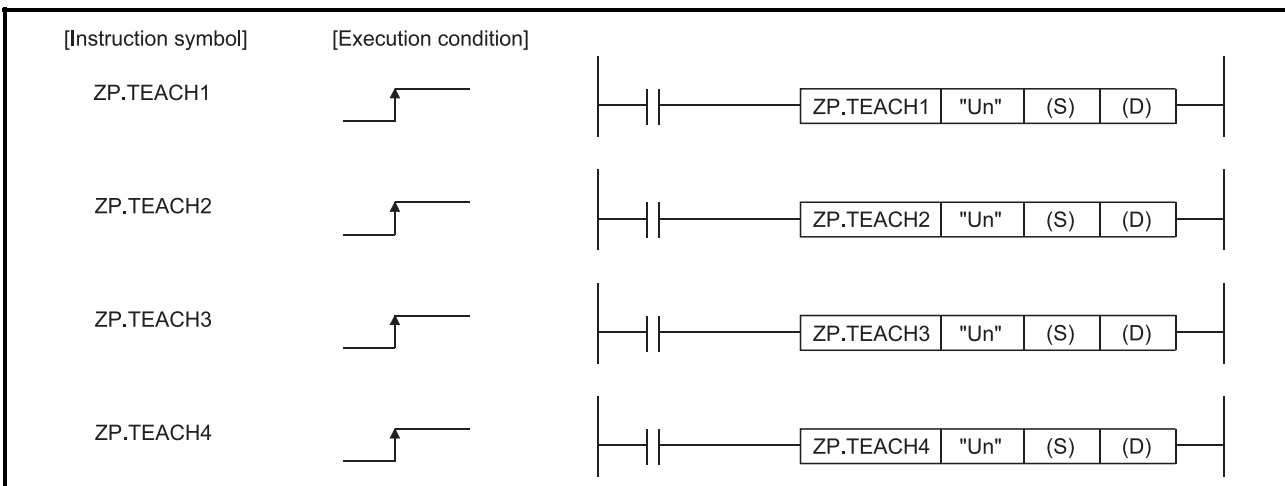 [Instruction symbol] [Execution condition]
ZP.TEACH1 ZP.TEACH1 "Un" (S) (D)
ZP.TEACH2 ZP.TEACH2 "Un" (S) (D)
ZP.TEACH3 ZP.TEACH3 "Un" (S) (D)
ZP.TEACH4 ZP.TEACH4 "Un" (S) (D)